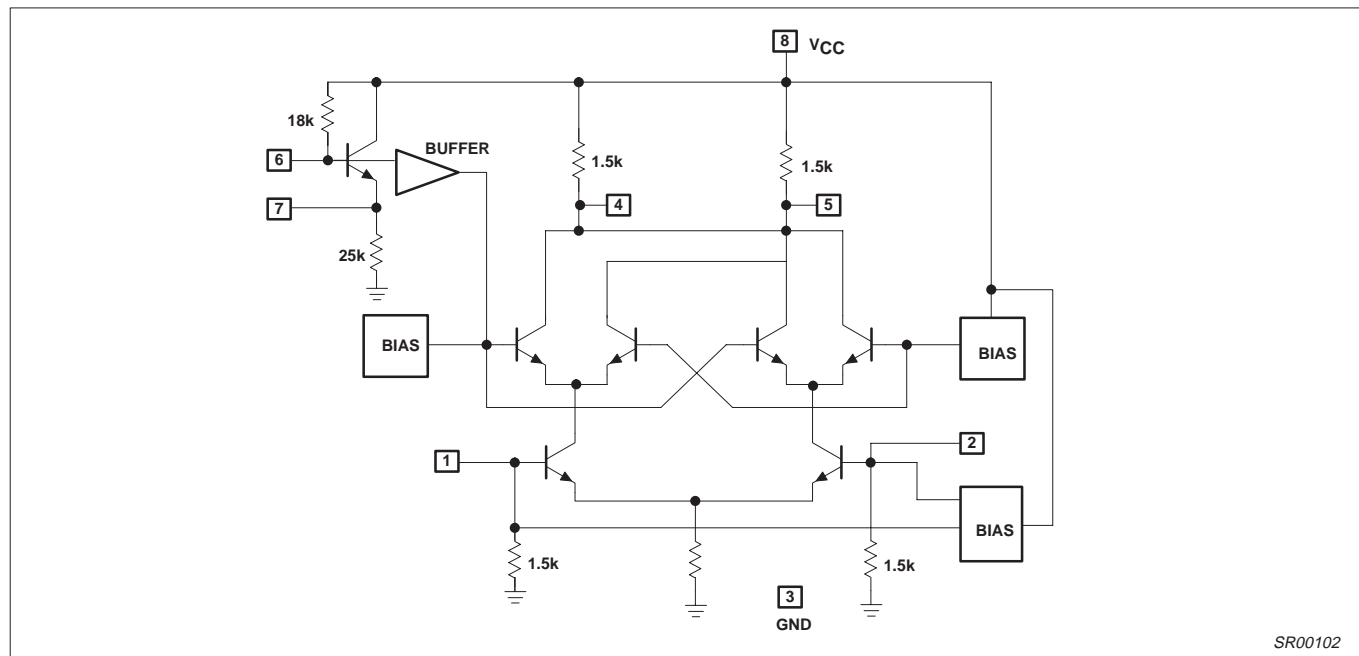 8 VCC
18k
6
BUFFER
1.5k
1.5k
7
4
5
25k
BIAS
BIAS
1
2
BIAS
1.5k
1.5k
3
GND
SR00102